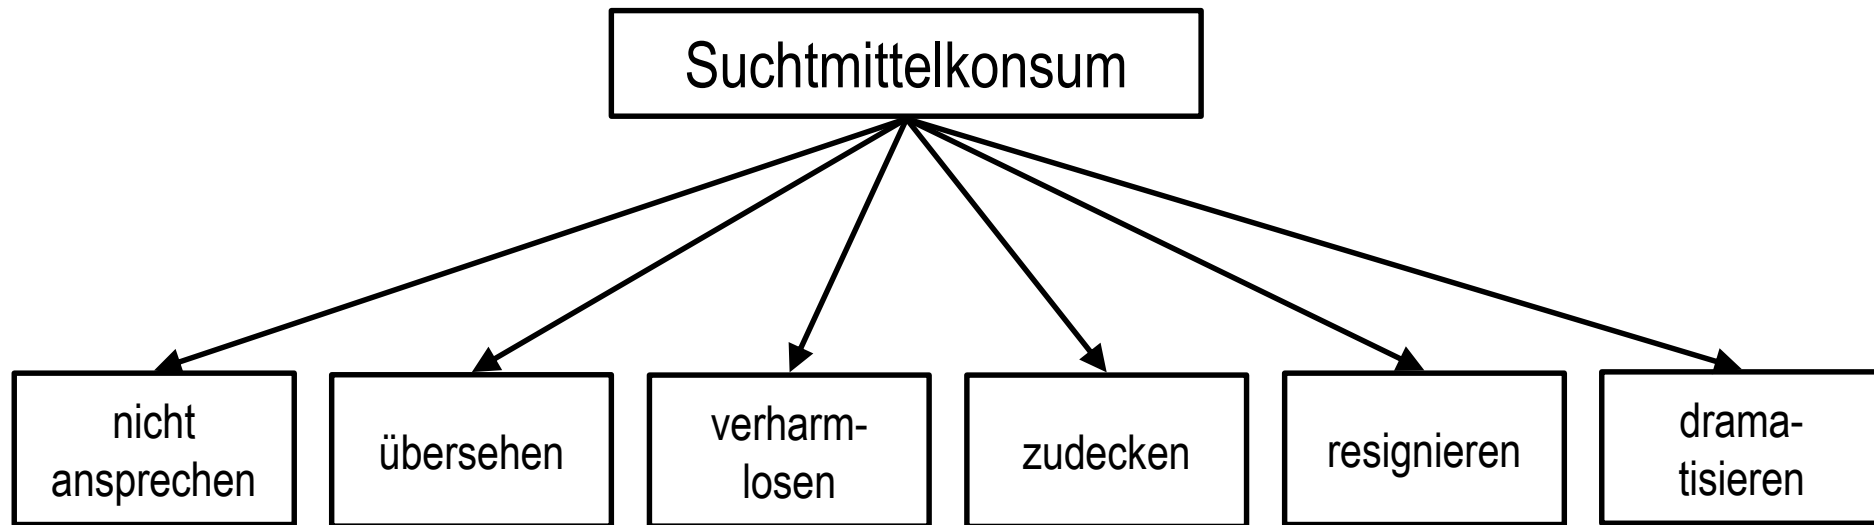 Suchtmittelkonsum
nicht
ansprechen
übersehen
verharm-
losen
zudecken
resignieren
drama-
tisieren